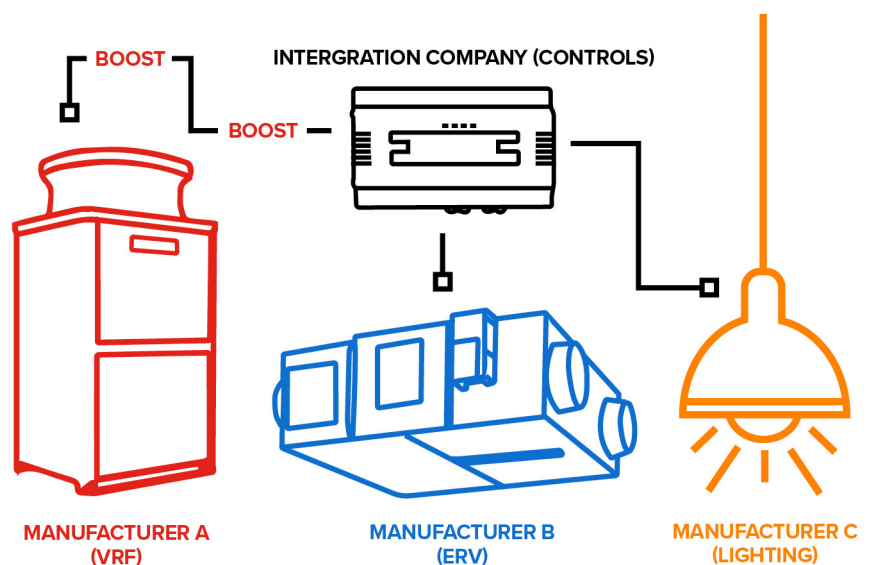 BOOST
INTERGRATION COMPANY (CONTROLS)
BOOST
MANUFACTURER A
(VRF)
MANUFACTURER B
(ERV)
MANUFACTURER C
(LIGHTING)